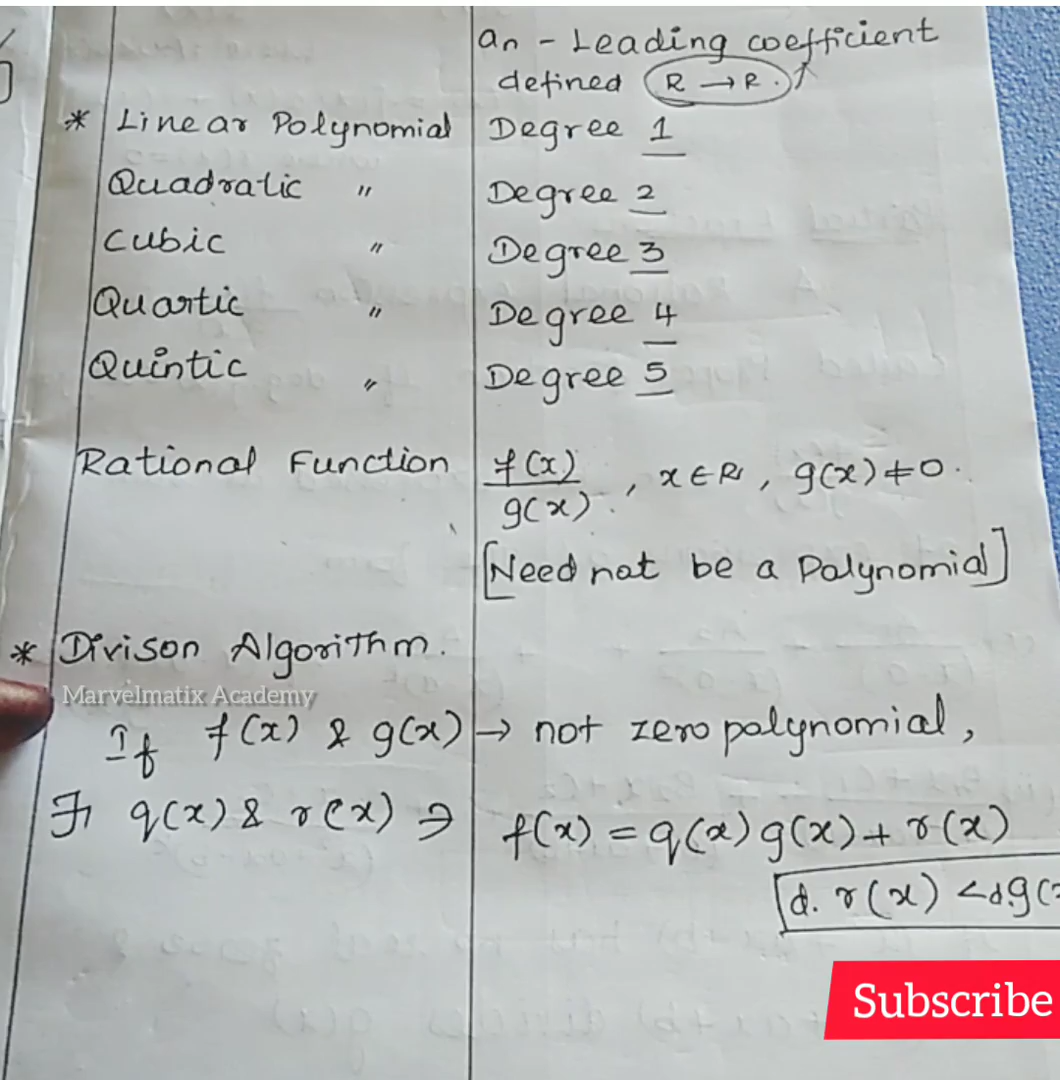 an - Leading coefficient
defined R → R. ↑
* Linear Polynomial Degree 1
Quadratic " Degree 2
Cubic " Degree 3
Quartic " Degree 4
Quintic " Degree 5
Rational Function f(x)/g(x), x ∈ R, g(x) ≠ 0.
[Need not be a Polynomial]
* Divison Algorithm.
Marvelmatix Academy
If f(x) & g(x) → not zero polynomial,
∃ q(x) & r(x) ∋ f(x) = q(x) g(x) + r(x)
d. r(x) < d.g(
Subscribe